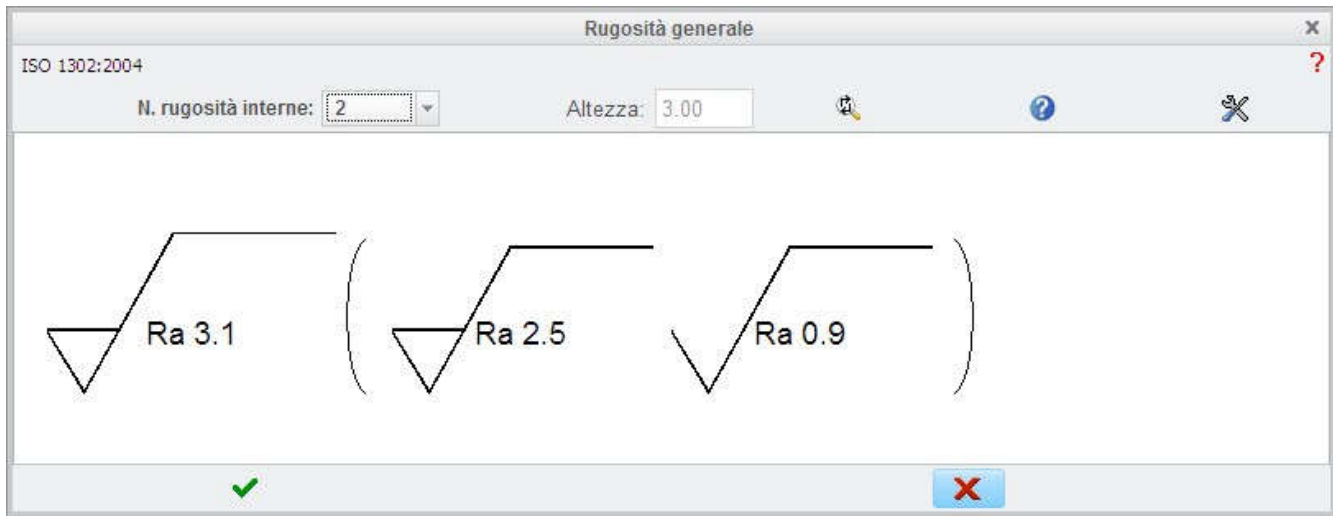 Rugosità generale
ISO 1302:2004
N. rugosità interne: 2 Altezza: 3.00
Ra 3.1 Ra 2.5 Ra 0.9